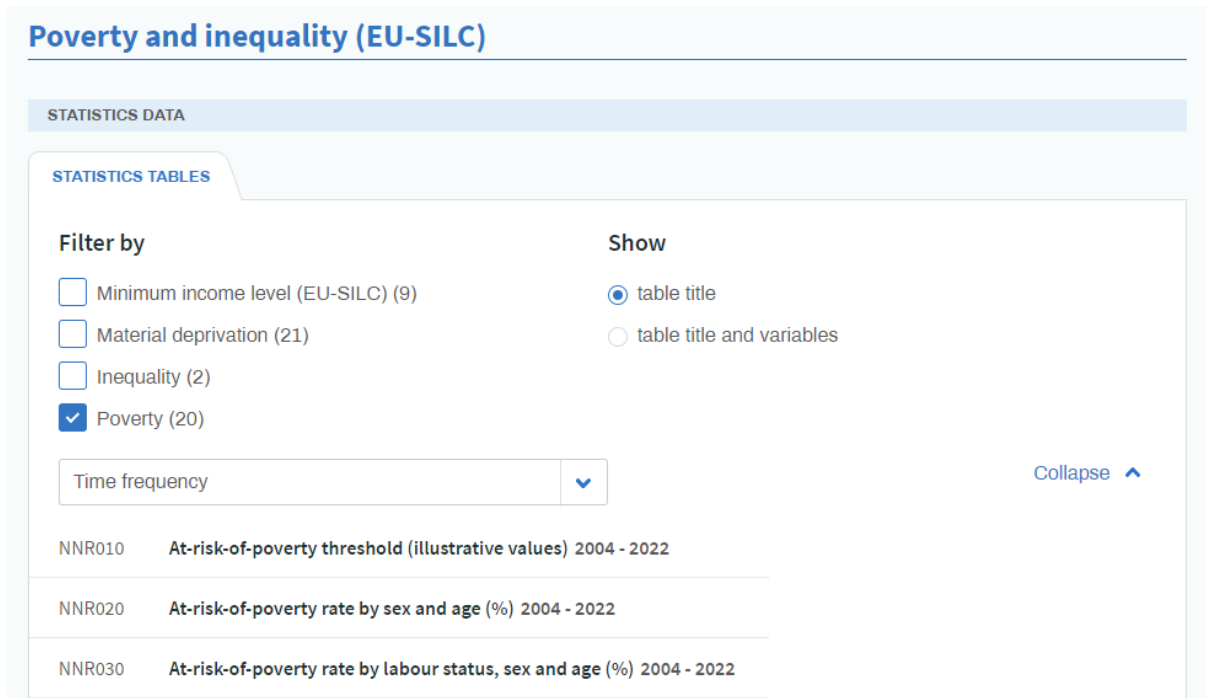 Poverty and inequality (EU-SILC)
STATISTICS DATA
STATISTICS TABLES
Filter by
Minimum income level (EU-SILC) (9)
Material deprivation (21)
Inequality (2)
Poverty (20)
Show
table title
table title and variables
Time frequency
Collapse
NNR010 At-risk-of-poverty threshold (illustrative values) 2004 - 2022
NNR020 At-risk-of-poverty rate by sex and age (%) 2004 - 2022
NNR030 At-risk-of-poverty rate by labour status, sex and age (%) 2004 - 2022